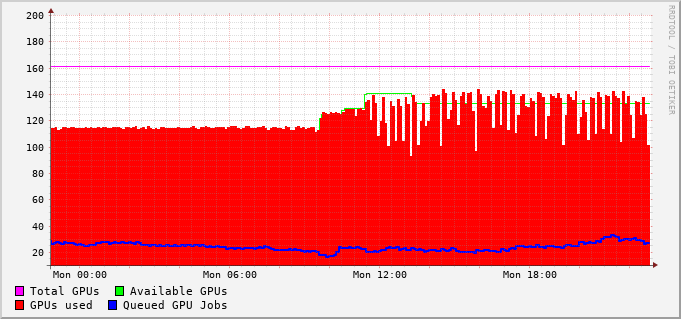 200
180
160
140
120
100
80
60
40
20
Mon 00:00 Mon 06:00 Mon 12:00 Mon 18:00
Total GPUs Available GPUs
GPUs used Queued GPU Jobs
RRDTOOL / TOBI OETIKER